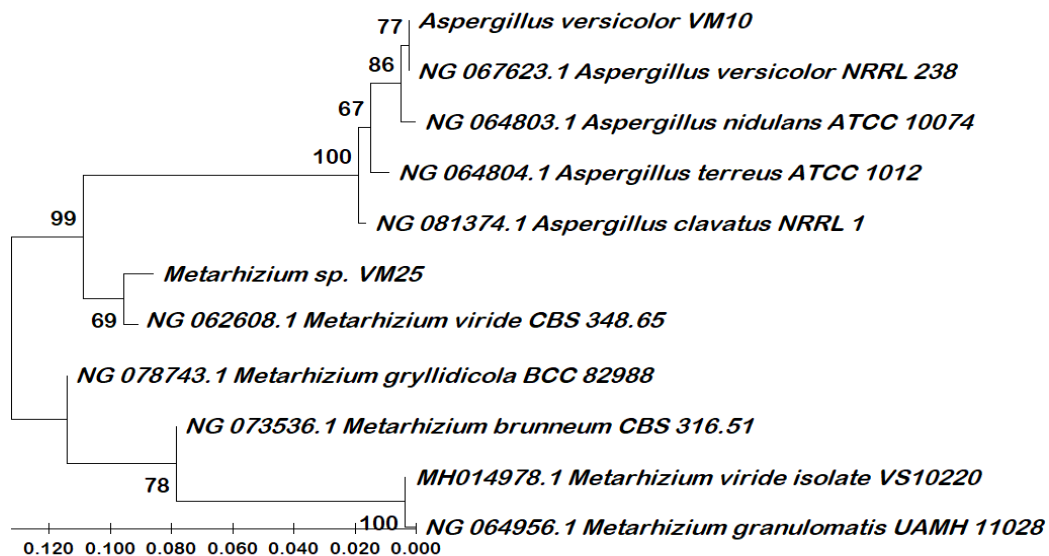 77
Aspergillus versicolor VM10
86
NG 067623.1 Aspergillus versicolor NRRL 238
67
NG 064803.1 Aspergillus nidulans ATCC 10074
100
NG 064804.1 Aspergillus terreus ATCC 1012
99
NG 081374.1 Aspergillus clavatus NRRL 1
Metarhizium sp. VM25
69
NG 062608.1 Metarhizium viride CBS 348.65
NG 078743.1 Metarhizium gryllidicola BCC 82988
NG 073536.1 Metarhizium brunneum CBS 316.51
78
MH014978.1 Metarhizium viride isolate VS10220
100
NG 064956.1 Metarhizium granulomatis UAMH 11028
0.120 0.100 0.080 0.060 0.040 0.020 0.000